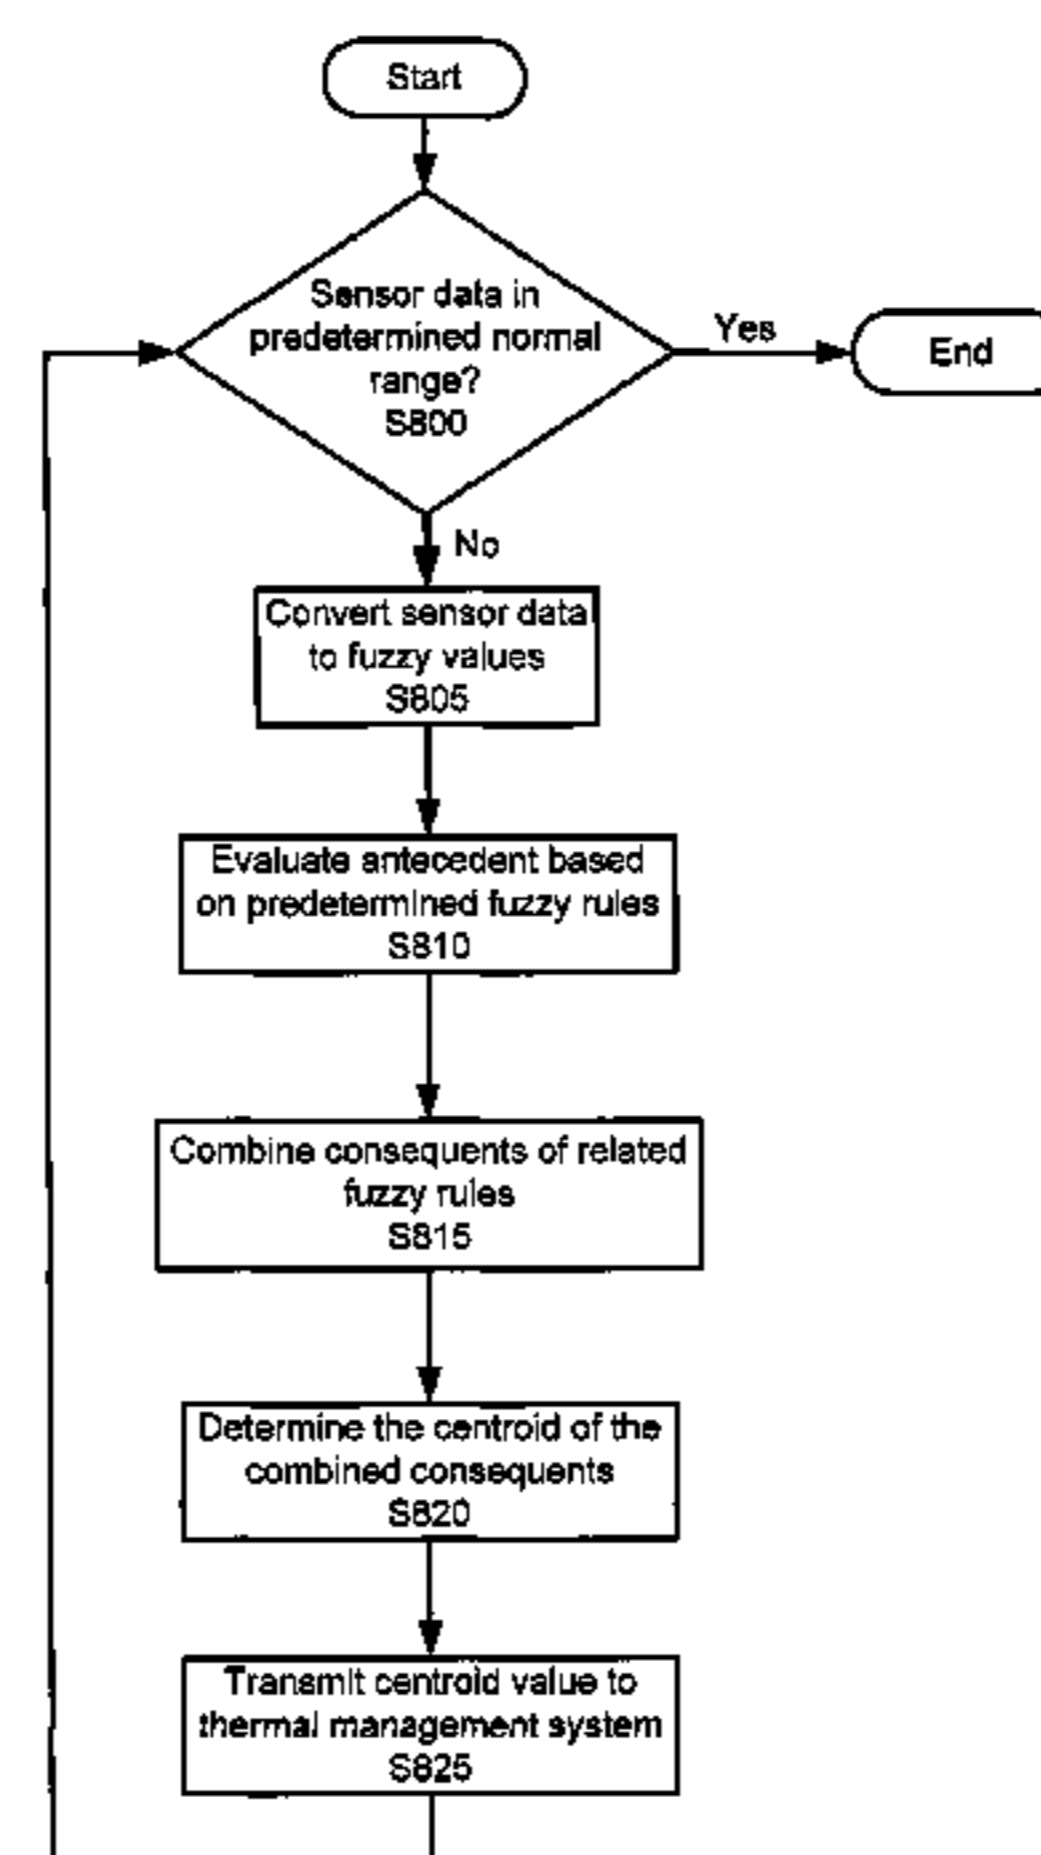 Start
Sensor data in
predetermined normal
range?
S800
Yes
End
No
Convert sensor data
to fuzzy values
S805
Evaluate antecedent based
on predetermined fuzzy rules
S810
Combine consequents of related
fuzzy rules
S815
Determine the centroid of the
combined consequents
S820
Transmit centroid value to
thermal management system
S825